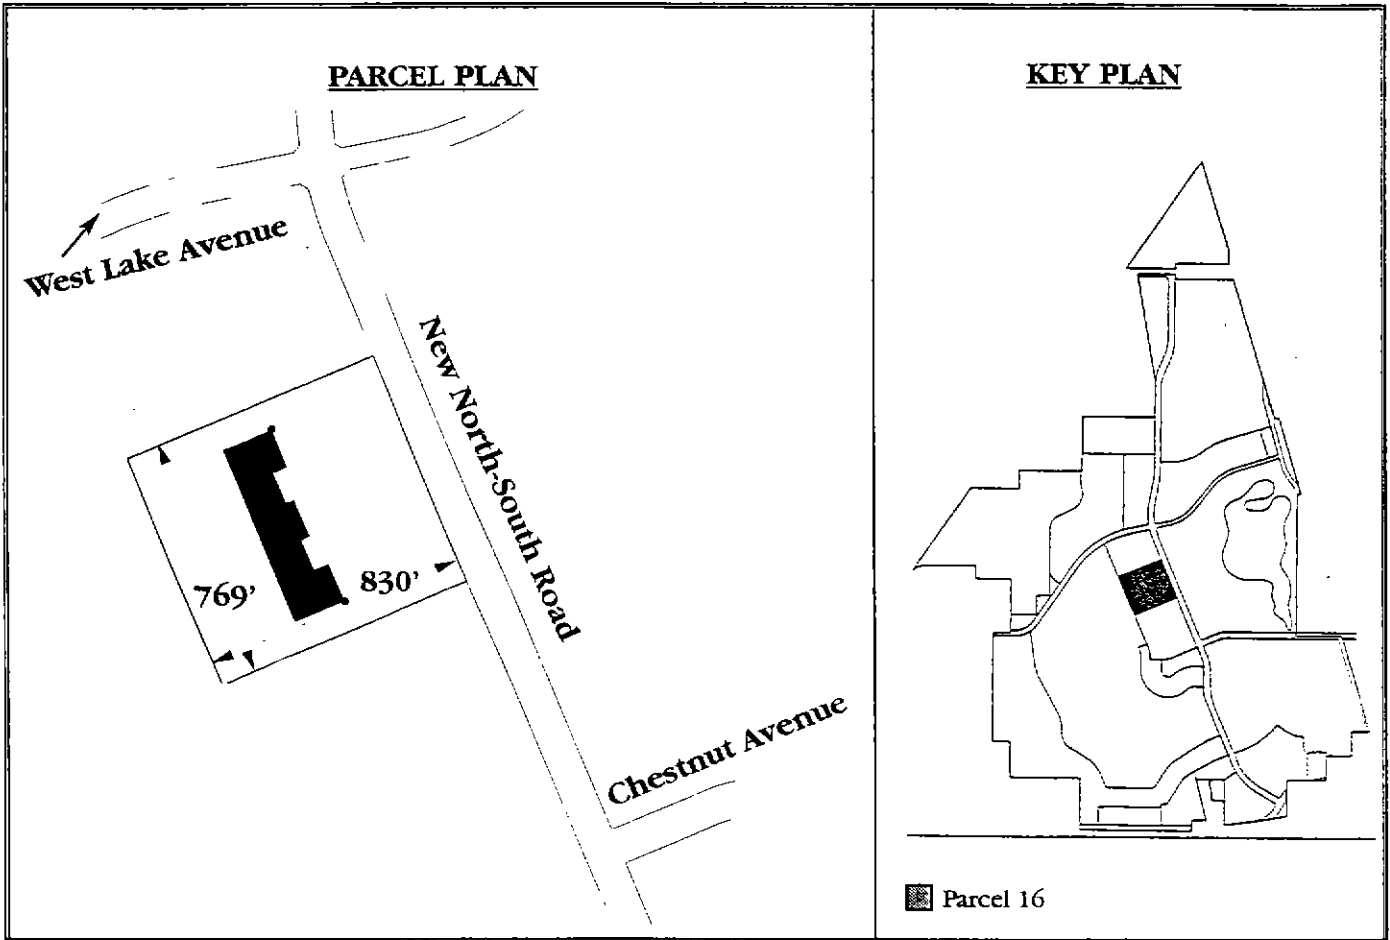 PARCEL PLAN
West Lake Avenue
New North-South Road
769'
830'
Chestnut Avenue
KEY PLAN
Parcel 16